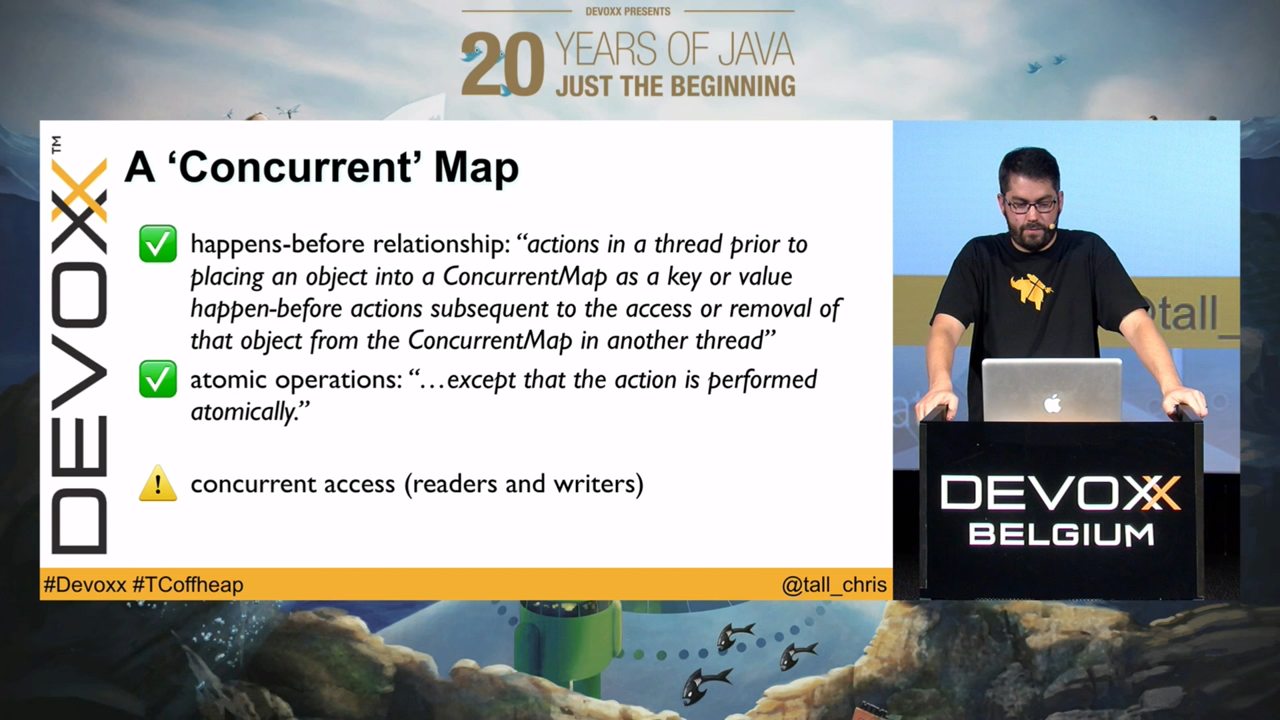 DEVOXX PRESENTS
20 YEARS OF JAVA
JUST THE BEGINNING
DEVOXX™
A ‘Concurrent’ Map
happens-before relationship: “actions in a thread prior to
placing an object into a ConcurrentMap as a key or value
happen-before actions subsequent to the access or removal of
that object from the ConcurrentMap in another thread”
atomic operations: “…except that the action is performed
atomically.”
concurrent access (readers and writers)
#Devoxx #TCoffheap
@tall_chris
tall_
DEVOXX
BELGIUM